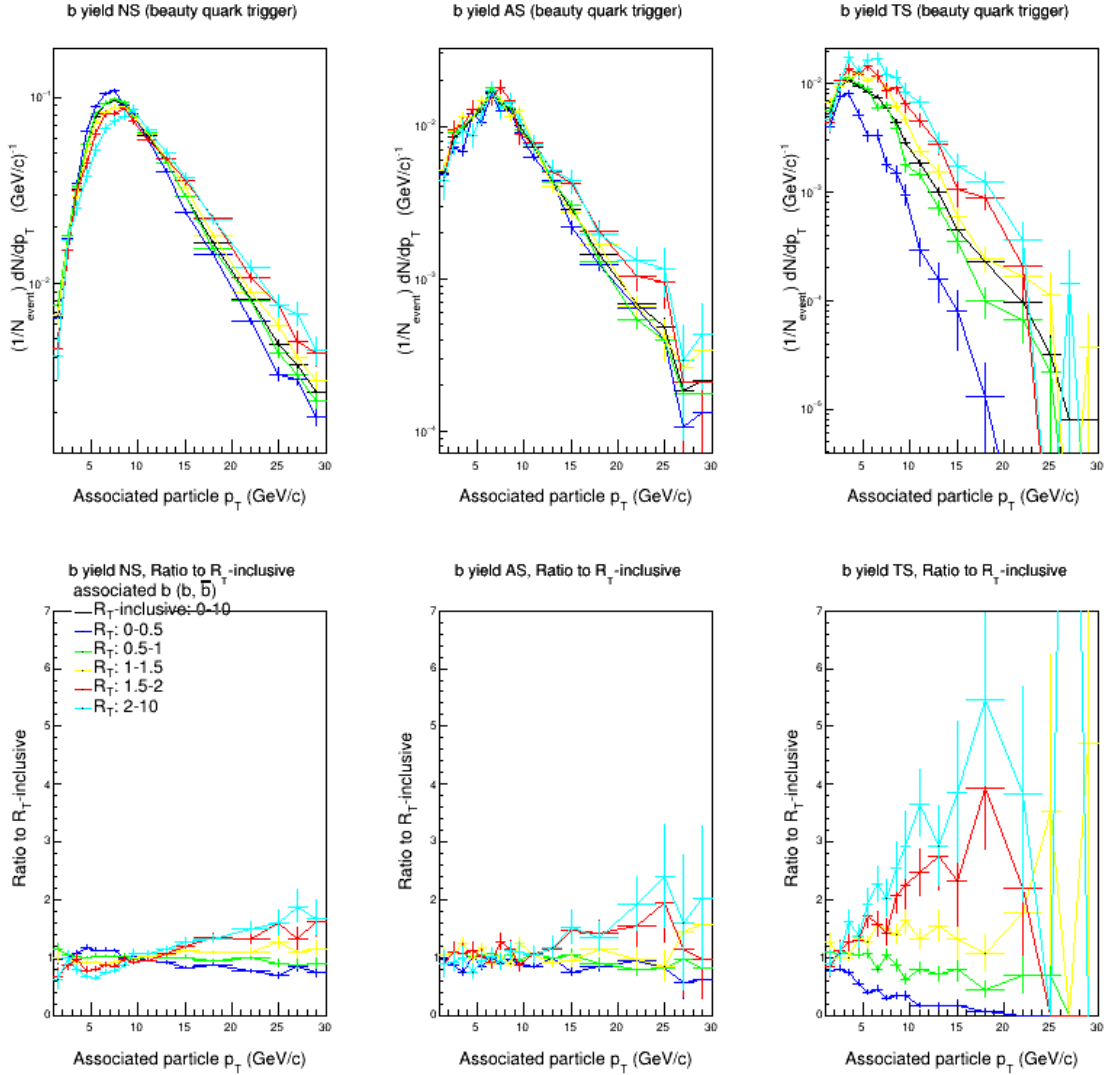 b yield NS (beauty quark trigger)
b yield AS (beauty quark trigger)
b yield TS (beauty quark trigger)
(1/N_event) dN/dp_T (GeV/c)^-1
10^-1
10^-2
5 10 15 20 25 30
Associated particle p_T (GeV/c)
(1/N_event) dN/dp_T (GeV/c)^-1
10^-2
10^-3
10^-4
5 10 15 20 25 30
Associated particle p_T (GeV/c)
(1/N_event) dN/dp_T (GeV/c)^-1
10^-2
10^-3
10^-4
10^-5
5 10 15 20 25 30
Associated particle p_T (GeV/c)
b yield NS, Ratio to R_T-inclusive
associated b (b, b̅)
R_T-inclusive: 0-10
R_T: 0-0.5
R_T: 0.5-1
R_T: 1-1.5
R_T: 1.5-2
R_T: 2-10
Ratio to R_T-inclusive
7
6
5
4
3
2
1
0
5 10 15 20 25 30
Associated particle p_T (GeV/c)
b yield AS, Ratio to R_T-inclusive
Ratio to R_T-inclusive
7
6
5
4
3
2
1
0
5 10 15 20 25 30
Associated particle p_T (GeV/c)
b yield TS, Ratio to R_T-inclusive
Ratio to R_T-inclusive
7
6
5
4
3
2
1
0
5 10 15 20 25 30
Associated particle p_T (GeV/c)